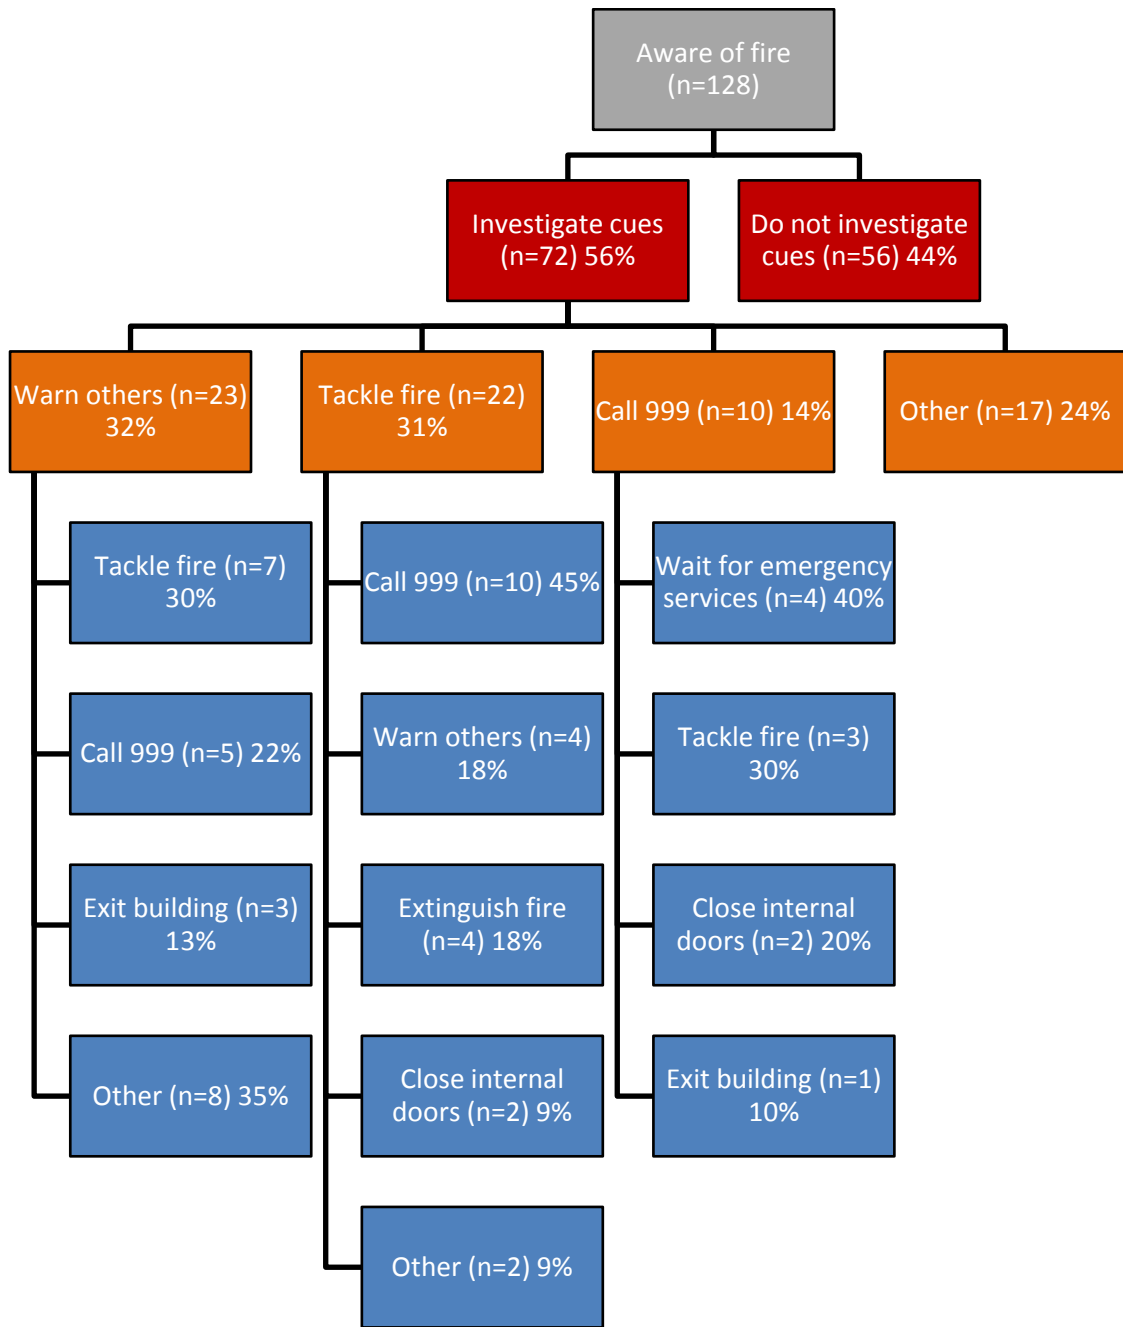 Aware of fire
(n=128)
Investigate cues
(n=72) 56%
Do not investigate
cues (n=56) 44%
Warn others (n=23)
32%
Tackle fire (n=22)
31%
Call 999 (n=10) 14%
Other (n=17) 24%
Tackle fire (n=7)
30%
Call 999 (n=5) 22%
Exit building (n=3)
13%
Other (n=8) 35%
Call 999 (n=10) 45%
Warn others (n=4)
18%
Extinguish fire
(n=4) 18%
Close internal
doors (n=2) 9%
Other (n=2) 9%
Wait for emergency
services (n=4) 40%
Tackle fire (n=3)
30%
Close internal
doors (n=2) 20%
Exit building (n=1)
10%